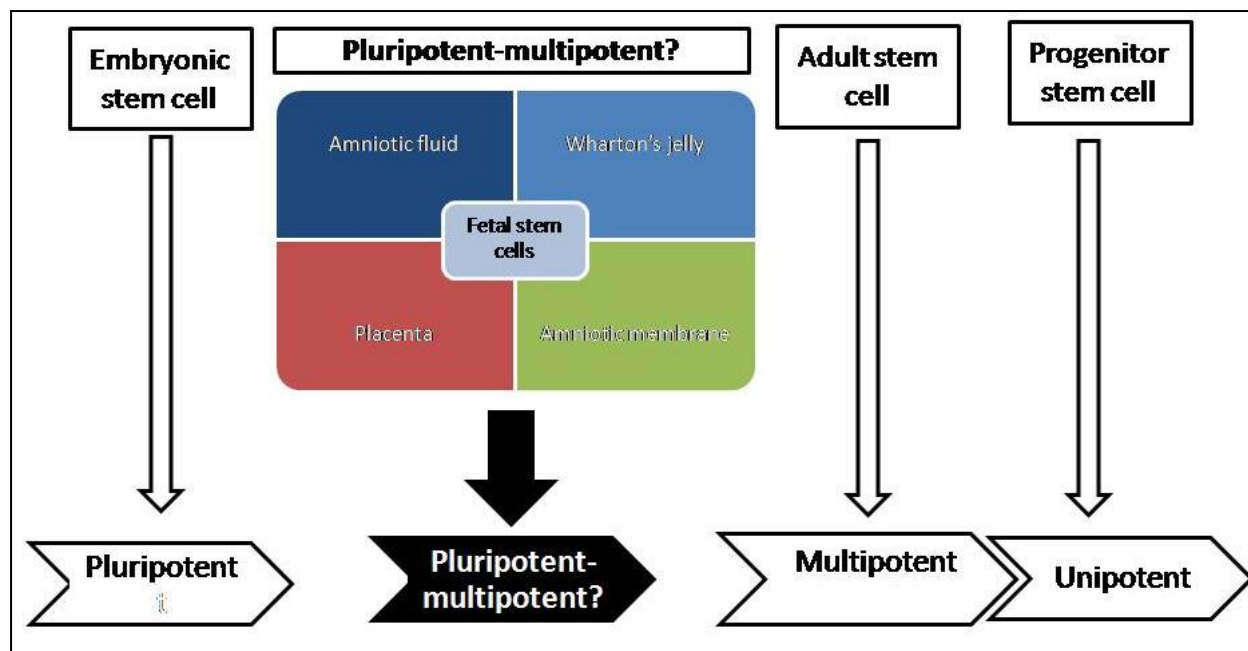 Embryonic
stem cell
Pluripotent-multipotent?
Adult stem
cell
Progenitor
stem cell
Amniotic fluid
Wharton's jelly
Fetal stem
cells
Placenta
Amniotic membrane
Pluripotent
t
Pluripotent-
multipotent?
Multipotent
Unipotent